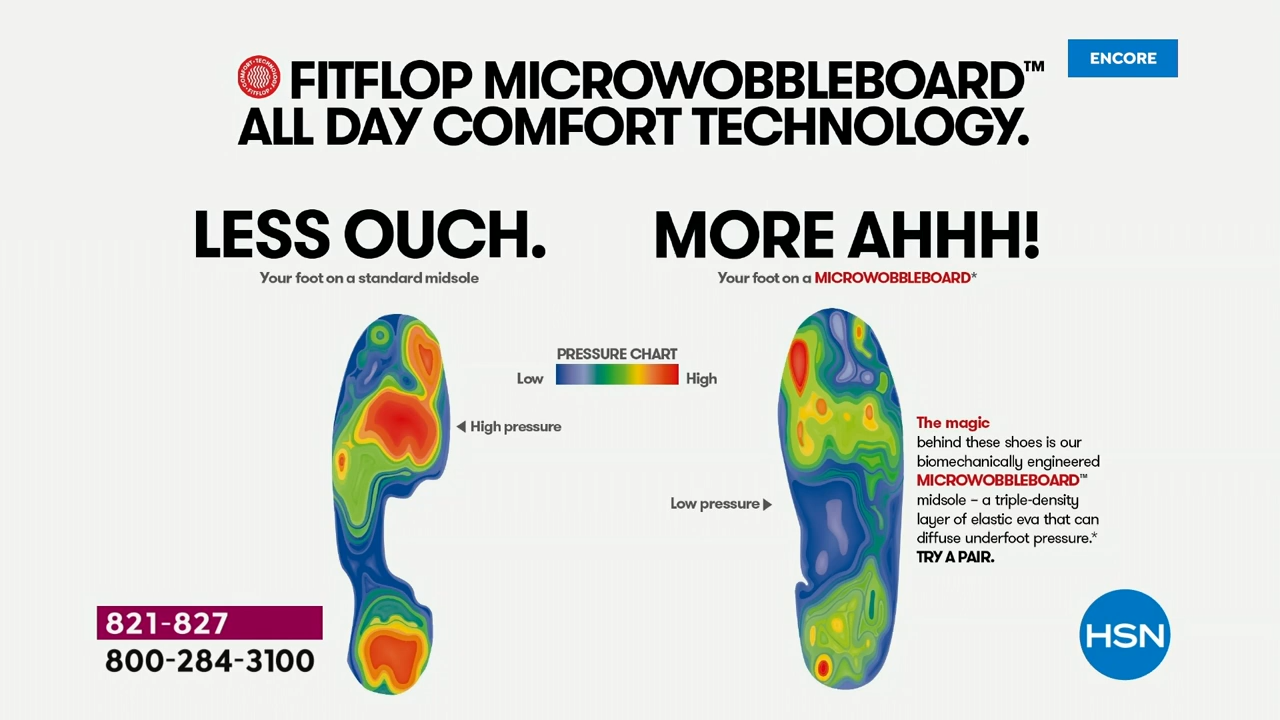 ENCORE
FITFLOP MICROWOBBLEBOARD™
ALL DAY COMFORT TECHNOLOGY.
LESS OUCH.
Your foot on a standard midsole
MORE AHHH!
Your foot on a MICROWOBBLEBOARD*
PRESSURE CHART
Low
High
High pressure
Low pressure
The magic
behind these shoes is our
biomechanically engineered
MICROWOBBLEBOARD™
midsole – a triple-density
layer of elastic eva that can
diffuse underfoot pressure.*
TRY A PAIR.
821-827
800-284-3100
HSN